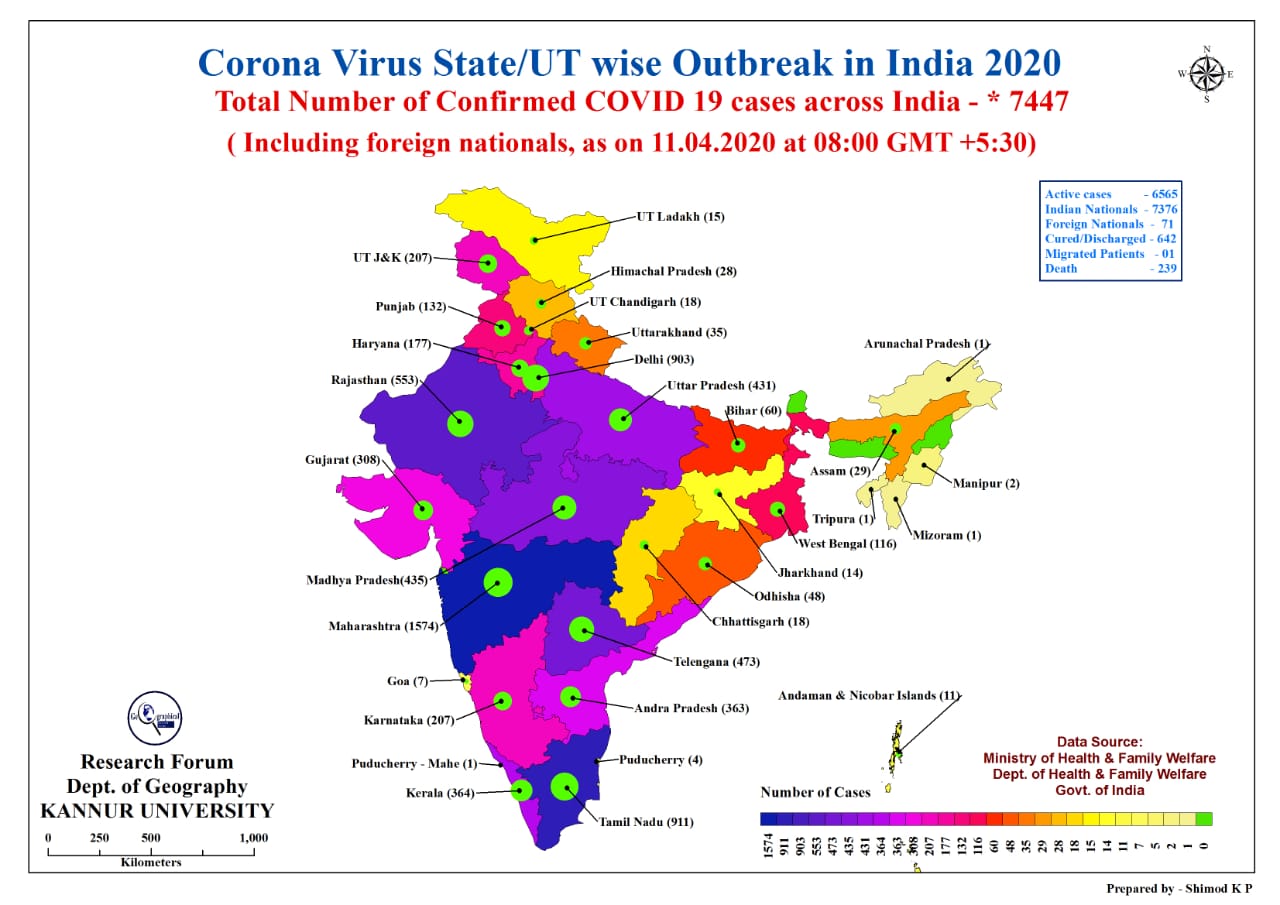 Corona Virus State/UT wise Outbreak in India 2020
Total Number of Confirmed COVID 19 cases across India - * 7447
( Including foreign nationals, as on 11.04.2020 at 08:00 GMT +5:30)
N
W E
S
Active cases - 6565
Indian Nationals - 7376
Foreign Nationals - 71
Cured/Discharged - 642
Migrated Patients - 01
Death - 239
UT Ladakh (15)
UT J&K (207)
Himachal Pradesh (28)
UT Chandigarh (18)
Punjab (132)
Uttarakhand (35)
Haryana (177)
Arunachal Pradesh (1)
Delhi (903)
Rajasthan (553)
Uttar Pradesh (431)
Bihar (60)
Gujarat (308)
Assam (29)
Manipur (2)
Tripura (1)
Mizoram (1)
West Bengal (116)
Jharkhand (14)
Madhya Pradesh(435)
Odhisha (48)
Chhattisgarh (18)
Maharashtra (1574)
Telengana (473)
Goa (7)
Andaman & Nicobar Islands (11)
Andra Pradesh (363)
Karnataka (207)
Puducherry - Mahe (1)
Puducherry (4)
Kerala (364)
Tamil Nadu (911)
Research Forum
Dept. of Geography
KANNUR UNIVERSITY
0 250 500 1,000
Kilometers
Data Source:
Ministry of Health & Family Welfare
Dept. of Health & Family Welfare
Govt. of India
Number of Cases
1574 911 903 553 473 435 431 364 363 308 207 177 132 116 60 48 35 29 28 18 15 14 11 7 5 2 1 0
Prepared by - Shimod K P